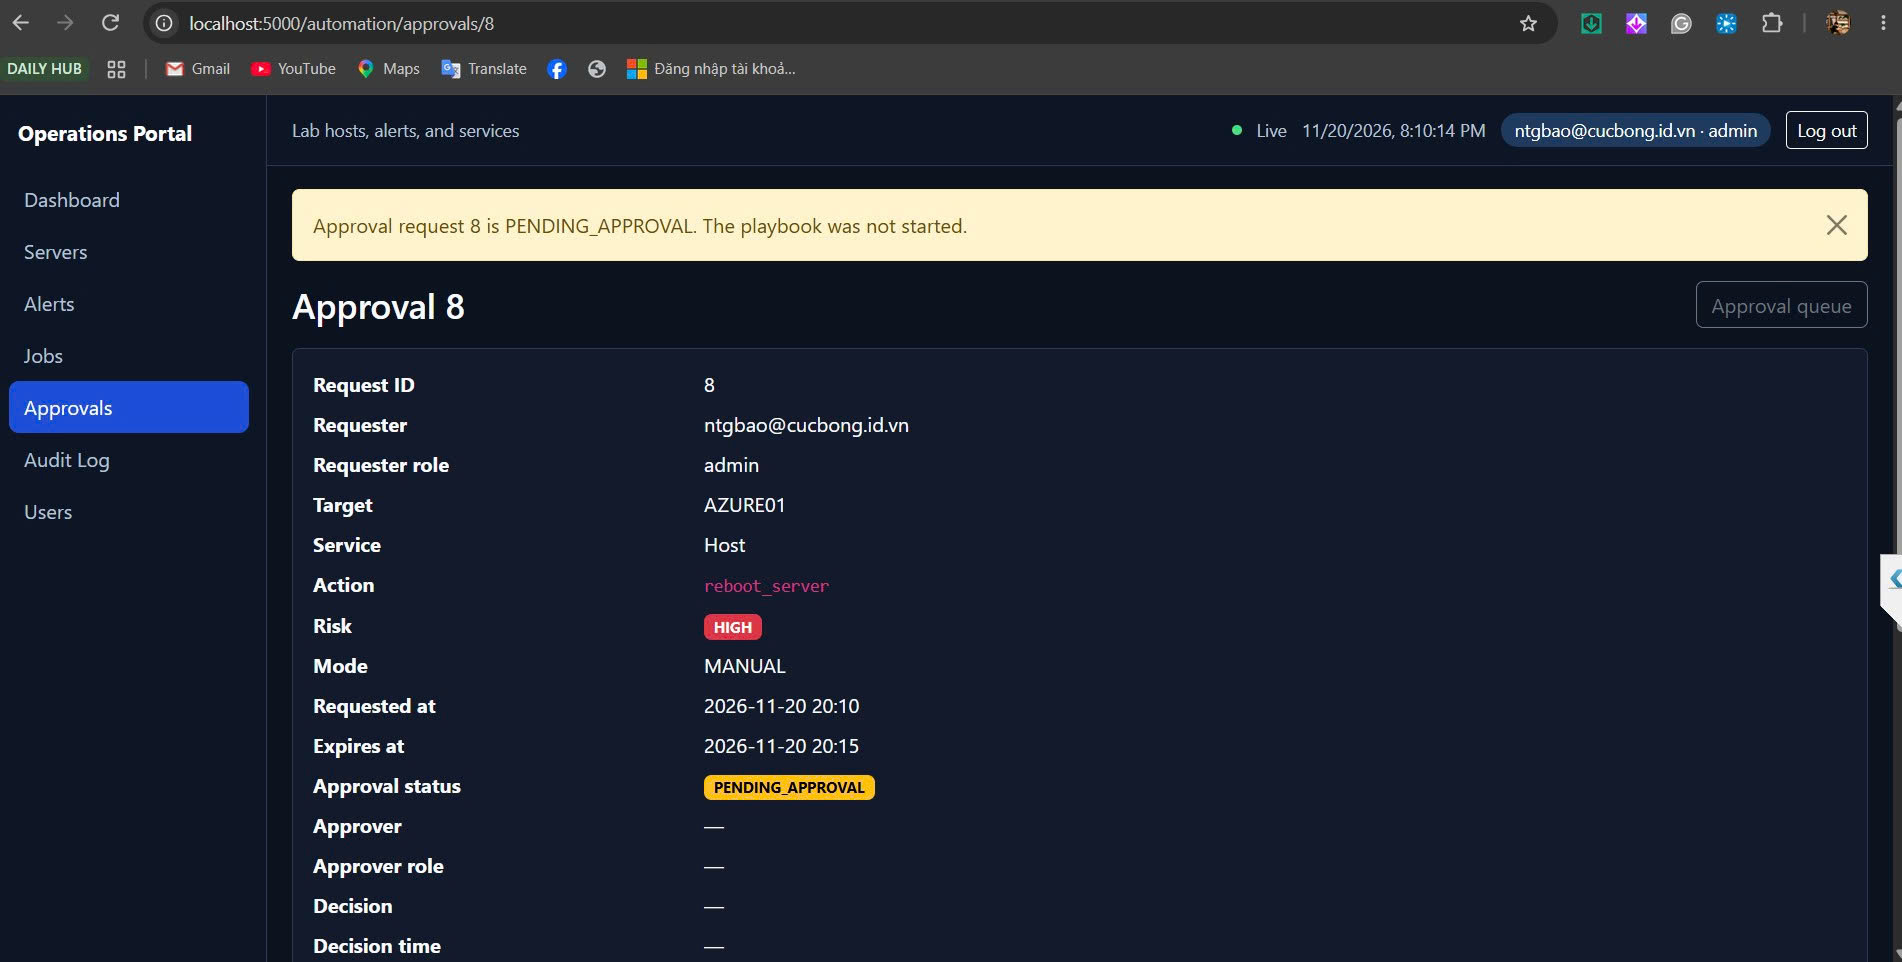 localhost:5000/automation/approvals/8
DAILY HUB Gmail YouTube Maps Translate Đăng nhập tài khoả...
Operations Portal
Lab hosts, alerts, and services
Live 11/20/2026, 8:10:14 PM ntgbao@cucbong.id.vn · admin Log out
Dashboard
Servers
Alerts
Jobs
Approvals
Audit Log
Users
Approval request 8 is PENDING_APPROVAL. The playbook was not started.
Approval 8
Approval queue
Request ID 8
Requester ntgbao@cucbong.id.vn
Requester role admin
Target AZURE01
Service Host
Action reboot_server
Risk HIGH
Mode MANUAL
Requested at 2026-11-20 20:10
Expires at 2026-11-20 20:15
Approval status PENDING_APPROVAL
Approver —
Approver role —
Decision —
Decision time —